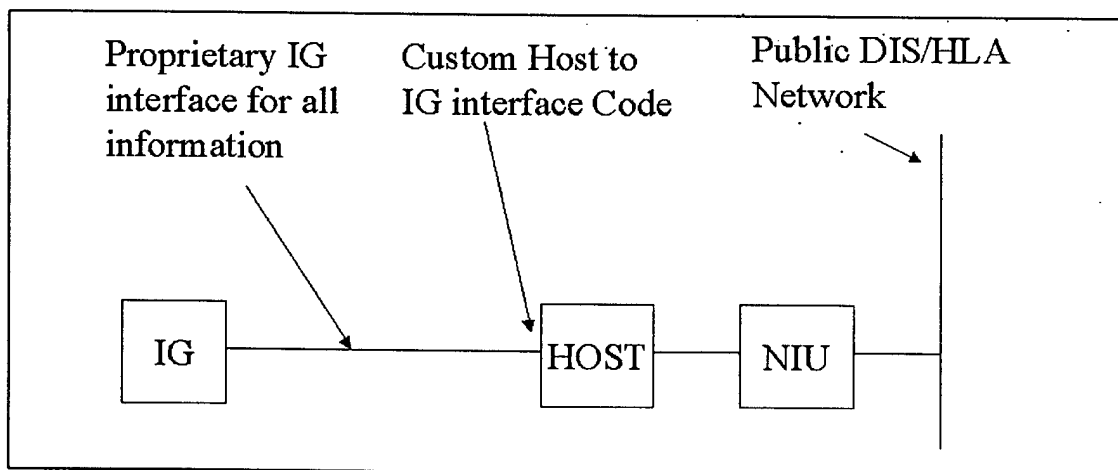 Proprietary IG
interface for all
information
Custom Host to
IG interface Code
Public DIS/HLA
Network
IG
HOST
NIU